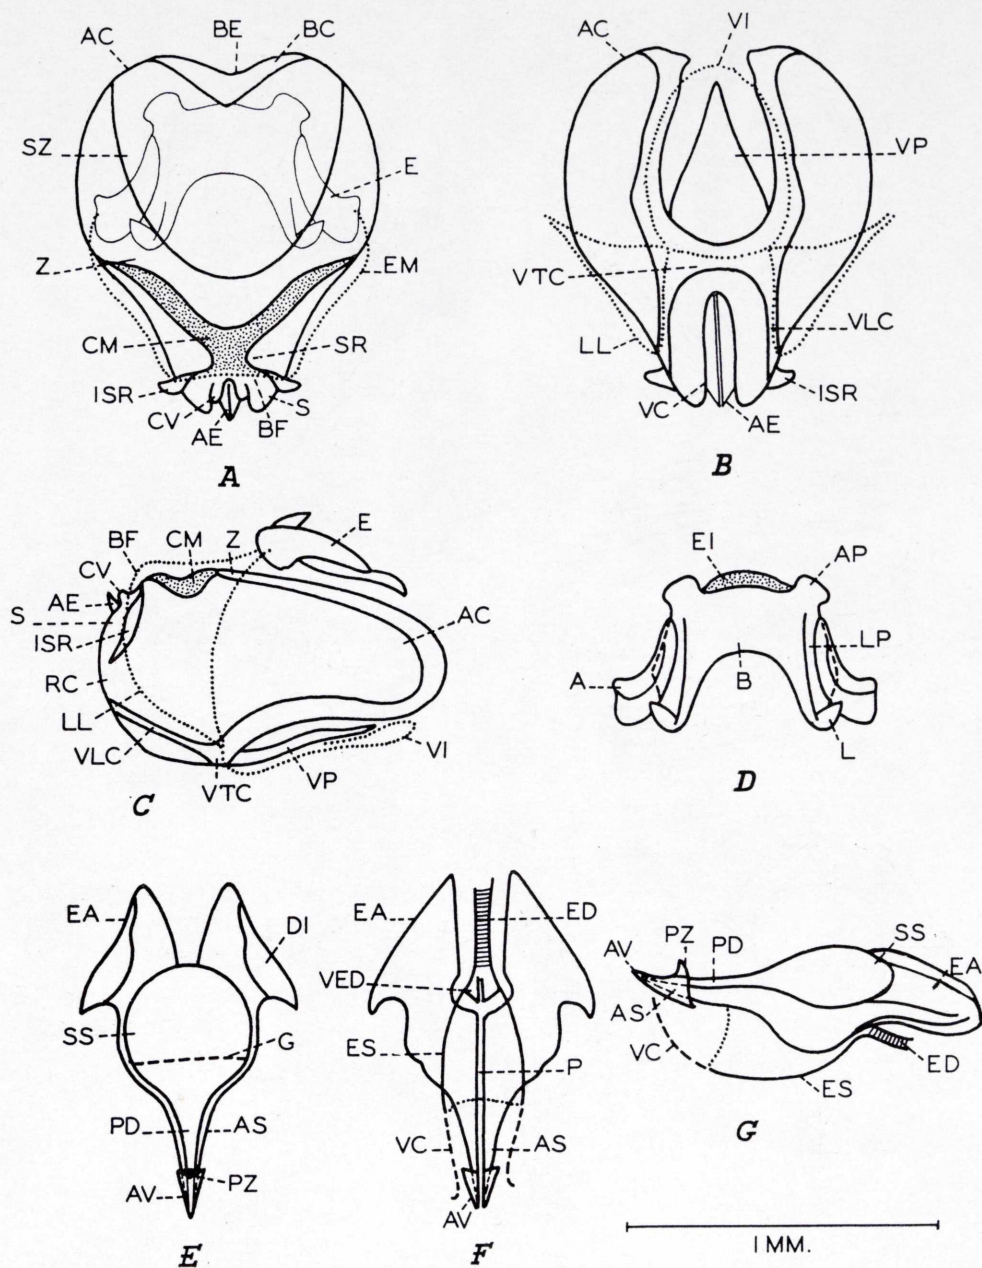 AC
BE
BC
SZ
E
Z
EM
CM
SR
ISR
S
CV
AE
BF
A
AC
VI
VP
VTC
VLC
LL
ISR
VC
AE
B
BF
CM
Z
E
CV
AE
S
ISR
AC
RC
LL
VLC
VI
VP
VTC
C
EI
AP
LP
A
B
L
D
EA
DI
SS
G
PD
AS
AV
PZ
E
EA
ED
VED
ES
P
VC
AS
AV
F
AV
PZ
PD
SS
EA
AS
VC
ED
ES
G
1 MM.